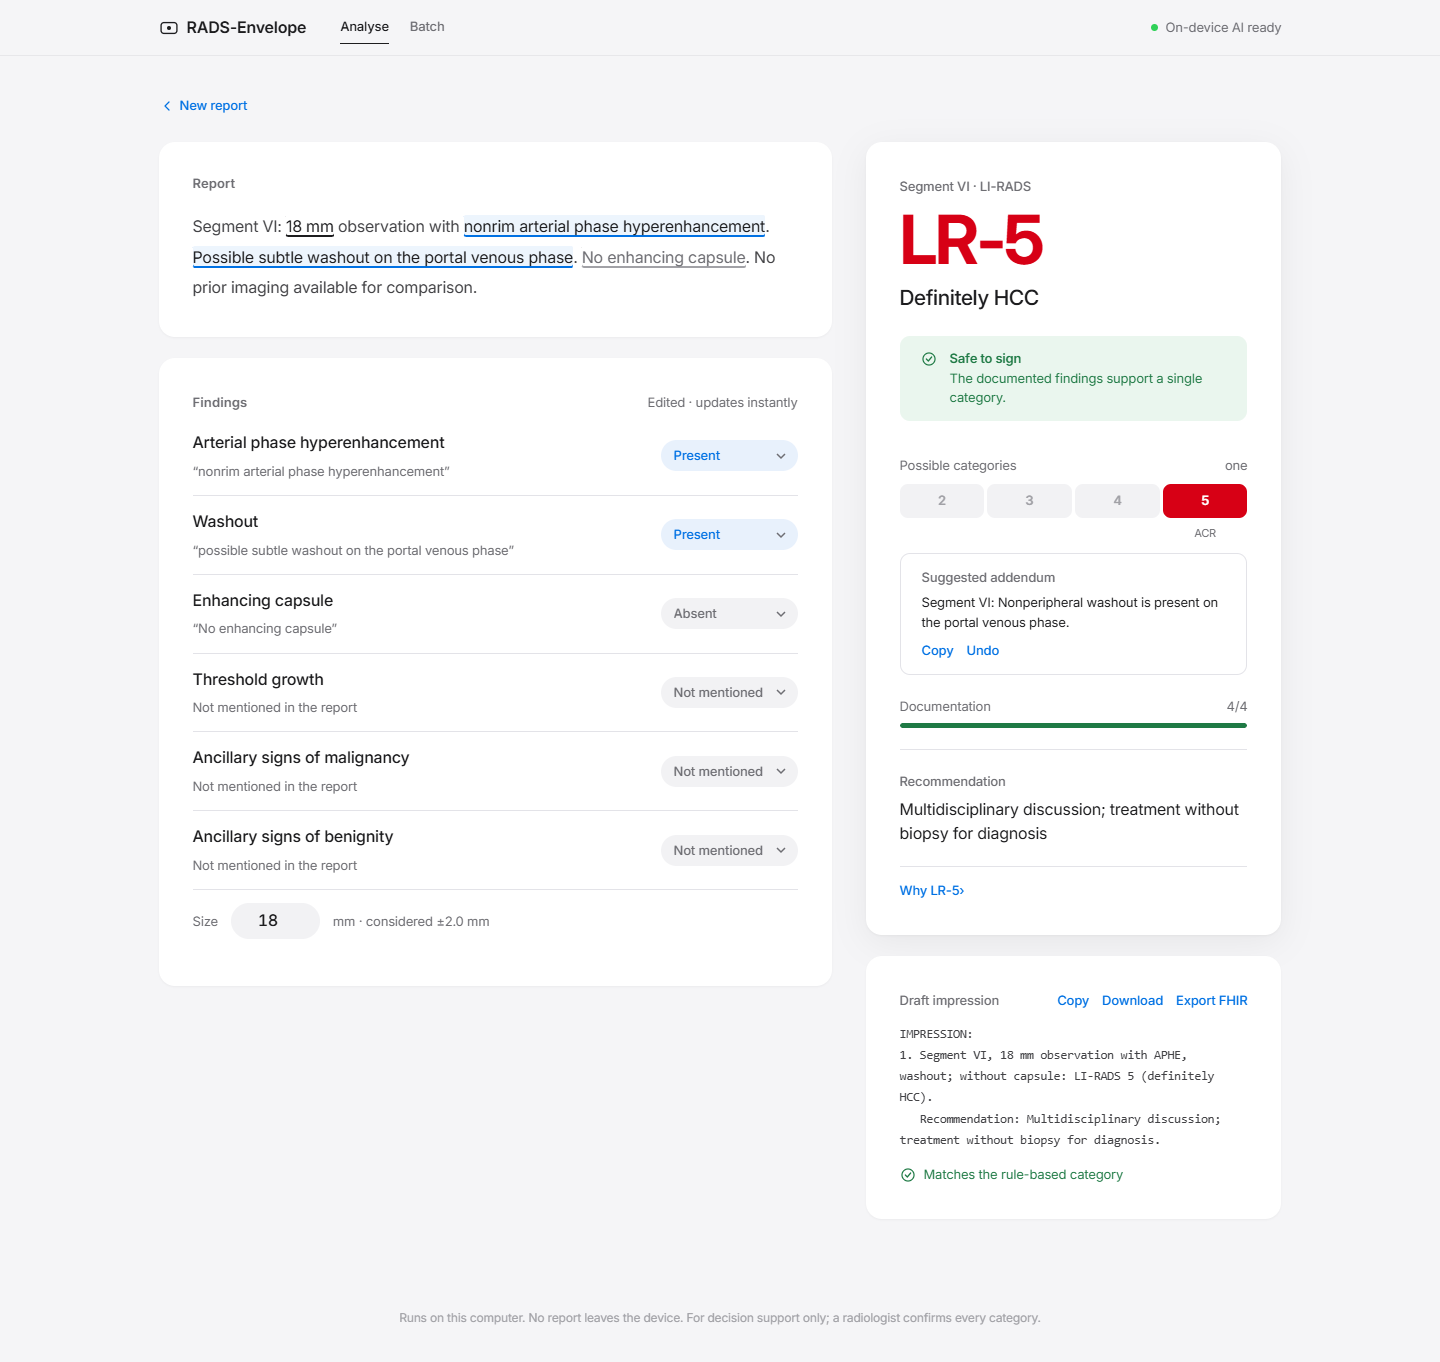 RADS-Envelope
Analyse
Batch
On-device AI ready
New report
Report
Segment VI: 18 mm observation with nonrim arterial phase hyperenhancement.
Possible subtle washout on the portal venous phase. No enhancing capsule. No
prior imaging available for comparison.
Findings
Edited · updates instantly
Arterial phase hyperenhancement
“nonrim arterial phase hyperenhancement”
Present
Washout
“possible subtle washout on the portal venous phase”
Present
Enhancing capsule
“No enhancing capsule”
Absent
Threshold growth
Not mentioned in the report
Not mentioned
Ancillary signs of malignancy
Not mentioned in the report
Not mentioned
Ancillary signs of benignity
Not mentioned in the report
Not mentioned
Size
18
mm · considered ±2.0 mm
Segment VI · LI-RADS
LR-5
Definitely HCC
Safe to sign
The documented findings support a single
category.
Possible categories
one
2
3
4
5
ACR
Suggested addendum
Segment VI: Nonperipheral washout is present on
the portal venous phase.
Copy
Undo
Documentation
4/4
Recommendation
Multidisciplinary discussion; treatment without
biopsy for diagnosis
Why LR-5›
Draft impression
Copy
Download
Export FHIR
IMPRESSION:
1. Segment VI, 18 mm observation with APHE,
washout; without capsule: LI-RADS 5 (definitely
HCC).
Recommendation: Multidisciplinary discussion;
treatment without biopsy for diagnosis.
Matches the rule-based category
Runs on this computer. No report leaves the device. For decision support only; a radiologist confirms every category.